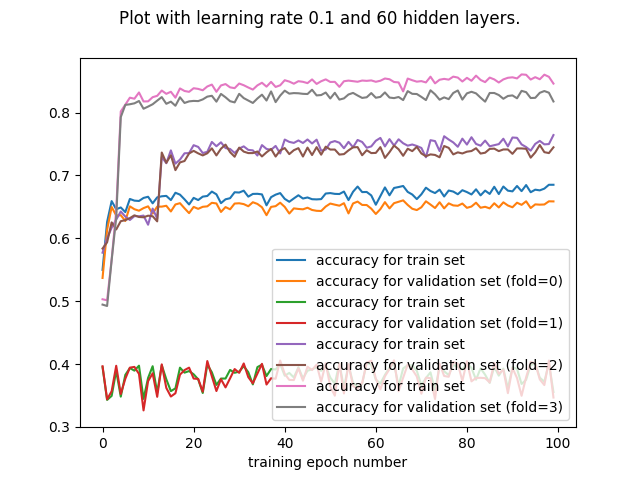 Plot with learning rate 0.1 and 60 hidden layers.
0.8
0.7
0.6
0.5
0.4
0.3
accuracy for train set
accuracy for validation set (fold=0)
accuracy for train set
accuracy for validation set (fold=1)
accuracy for train set
accuracy for validation set (fold=2)
accuracy for train set
accuracy for validation set (fold=3)
0 20 40 60 80 100
training epoch number